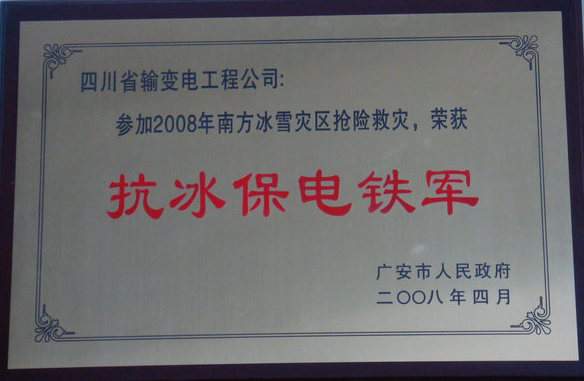 四川省输变电工程公司:
参加2008年南方冰雪灾区抢险救灾，荣获
抗冰保电铁军
广安市人民政府
二〇〇八年四月